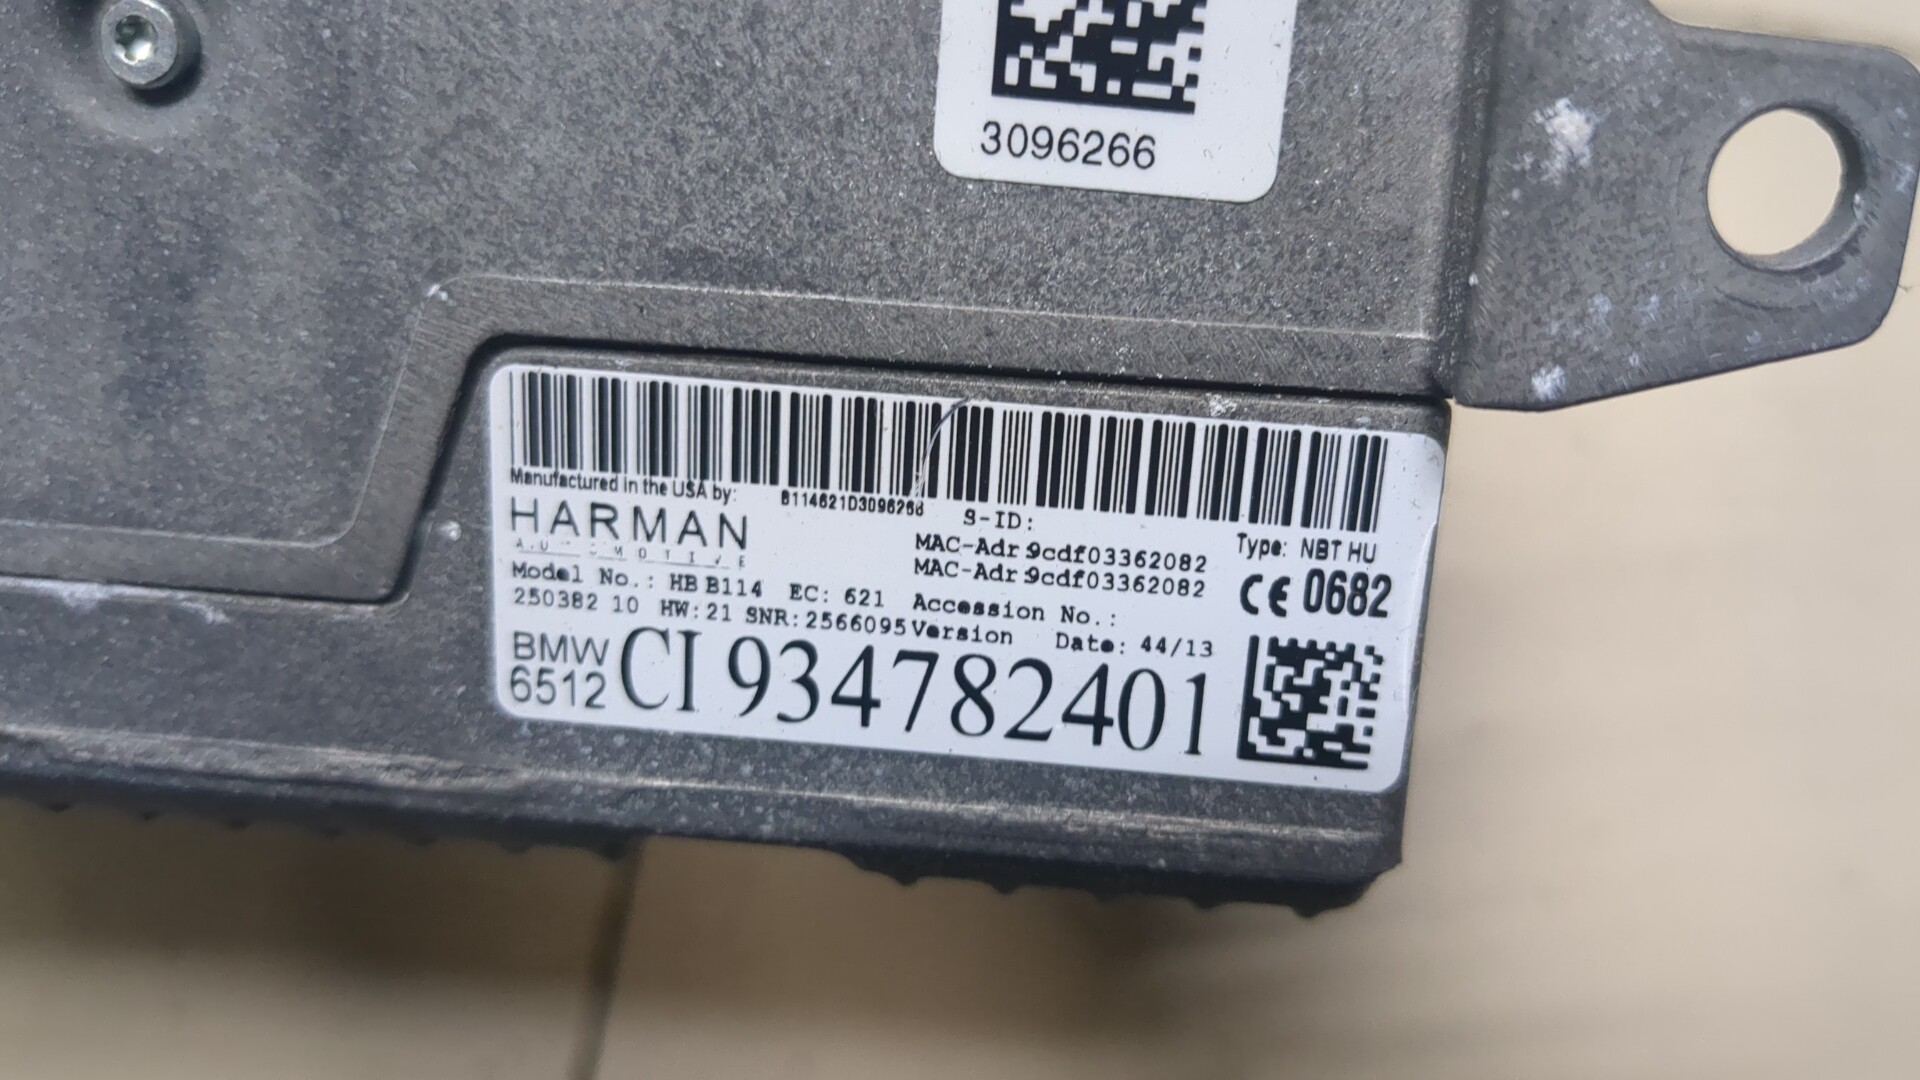 3096266
Manufactured in the USA by:
B114621D3096266
HARMAN
S-ID:
MAC-Adr 9cdf03362082
MAC-Adr 9cdf03362082
Type: NBT HU
CE 0682
Model No.: HB B114 EC: 621 Accession No.:
250382 10 HW:21 SNR:2566095 Version Date: 44/13
BMW
6512
CI 934782401